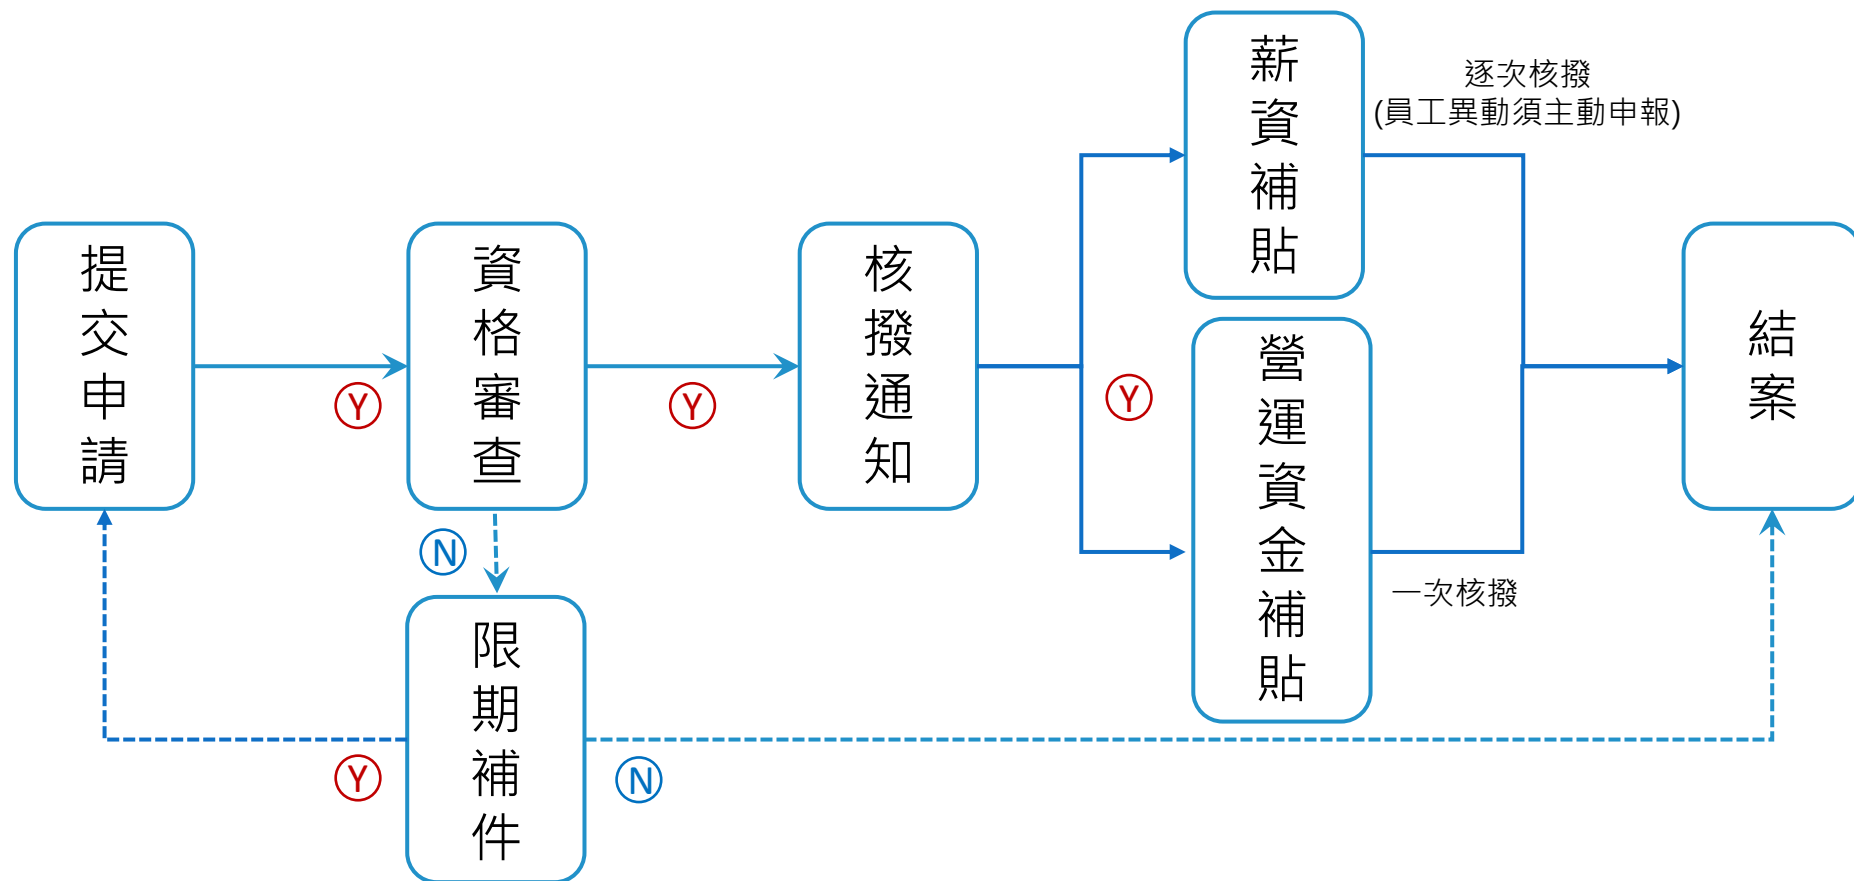 提交申請
Y
資格審查
Y
核撥通知
Y
薪資補貼
逐次核撥
(員工異動須主動申報)
營運資金補貼
一次核撥
結案
N
限期補件
Y
N